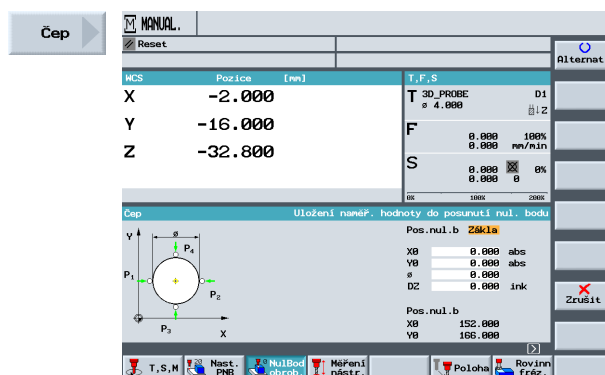 Čep
MANUAL.
Reset
Alternat
WCS Pozice [mm] T,F,S
X -2.000
Y -16.000
Z -32.800
T 3D_PROBE D1
ø 4.000 Z
F 0.000 100%
0.000 mm/min
S 0.000 0%
0.000 0
0% 100% 200%
Čep Uložení naměř. hodnoty do posunutí nul. bodu
Pos.nul.b Zákla
X0 0.000 abs
Y0 0.000 abs
ø 0.000
DZ 0.000 ink
Pos.nul.b
X0 152.000
Y0 166.000
Y ø
P4
P1
P2
P3
X
Zrušit
T,S,M
Nast. PNB
NulBod obrob.
Měření nástr.
Poloha
Rovinn fréz.